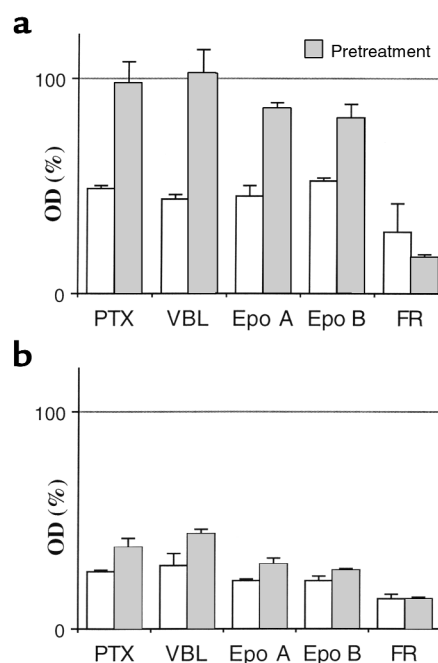 a
Pretreatment
100
OD (%)
0
PTX VBL Epo A Epo B FR
b
100
OD (%)
0
PTX VBL Epo A Epo B FR